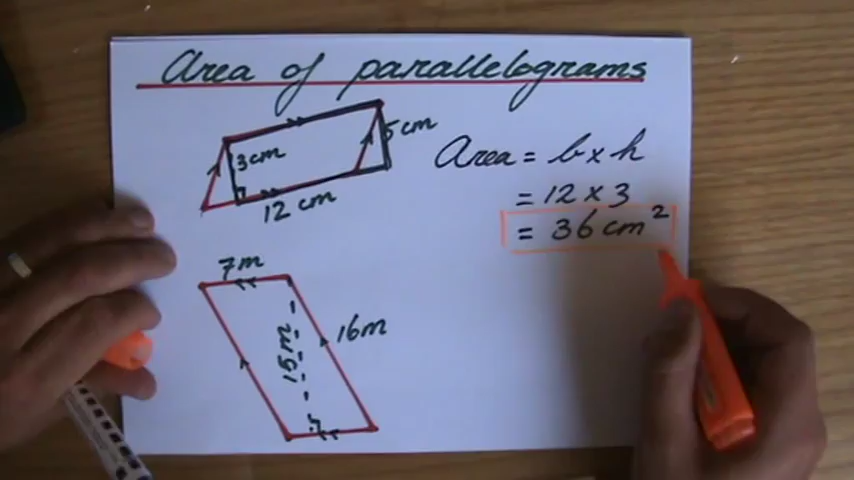 Area of parallelograms
3cm
5cm
12 cm
Area = b x h
= 12 x 3
= 36 cm²
7m
15m
16m